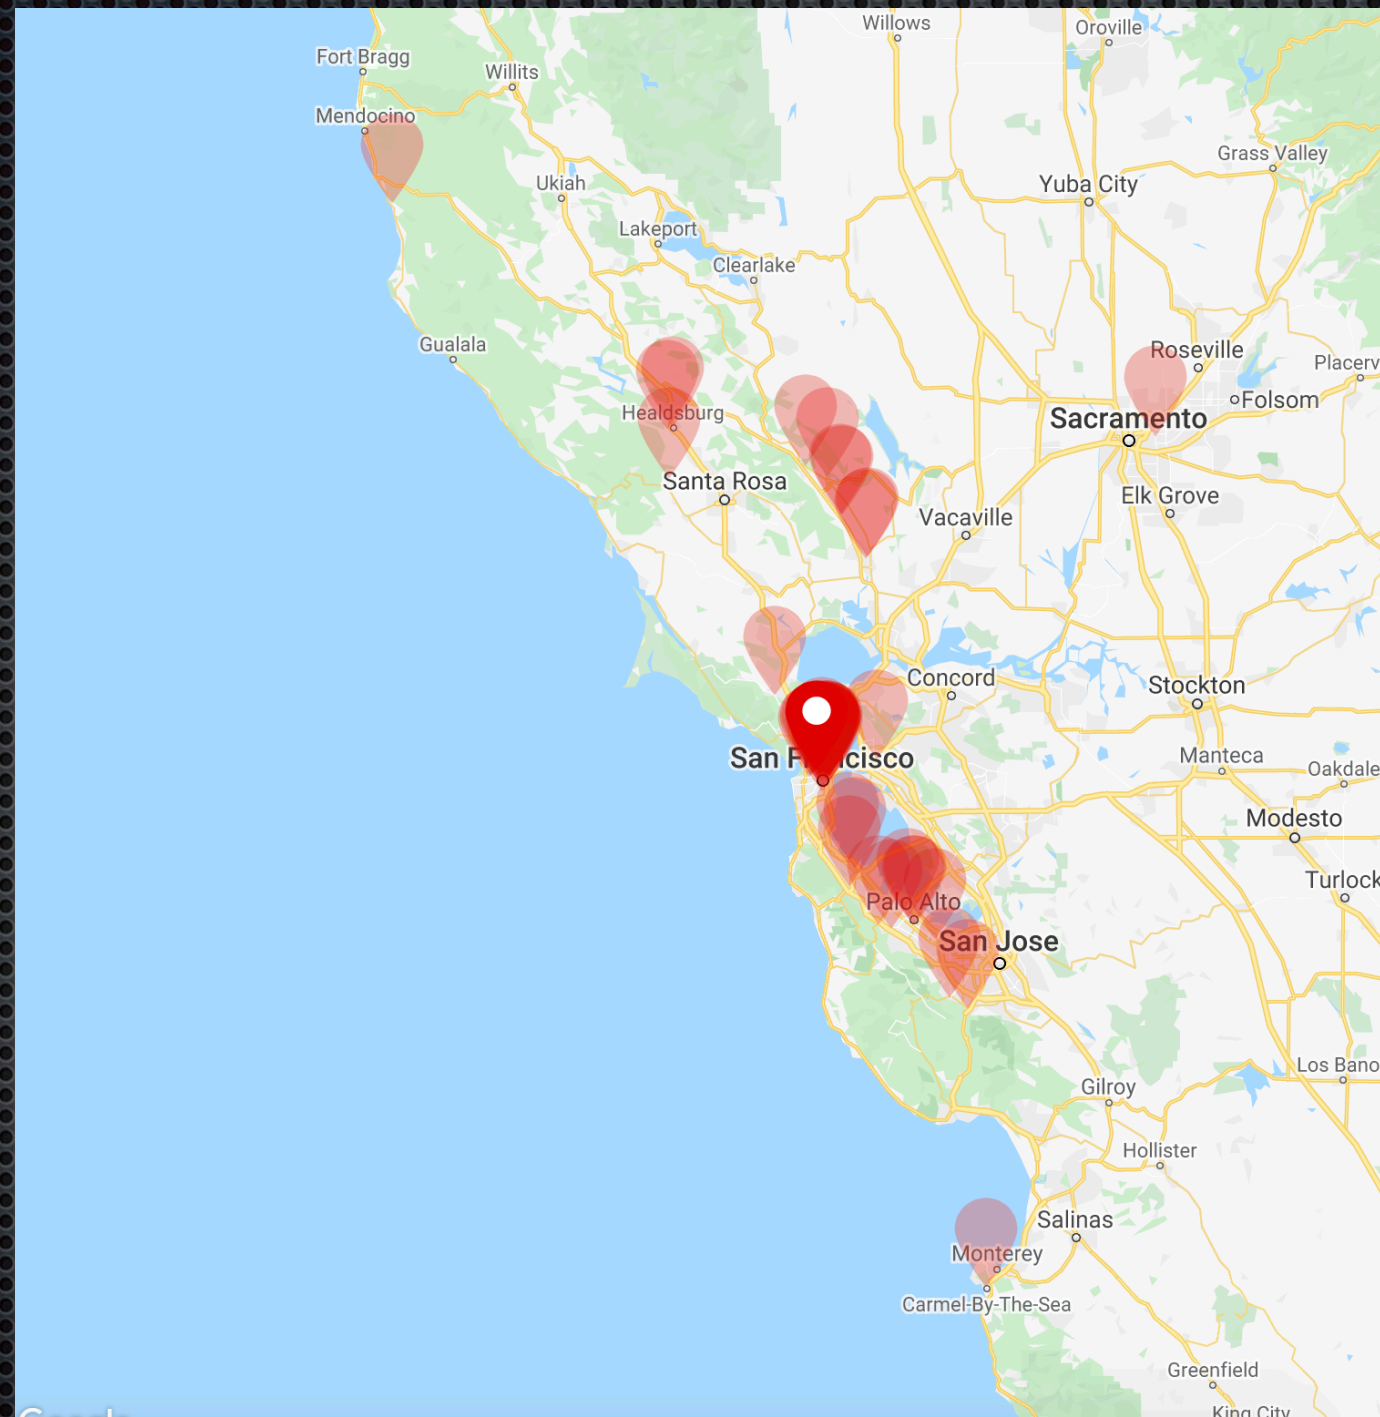 Willows
Oroville
Fort Bragg
Willits
Mendocino
Grass Valley
Ukiah
Yuba City
Lakeport
Clearlake
Gualala
Roseville
Placerv
Folsom
Healdsburg
Sacramento
Santa Rosa
Elk Grove
Vacaville
Concord
Stockton
San F cisco
Manteca
Oakdale
Modesto
Turlock
Palo Alto
San Jose
Los Bano
Gilroy
Hollister
Salinas
Monterey
Carmel-By-The-Sea
Greenfield
King City
Google